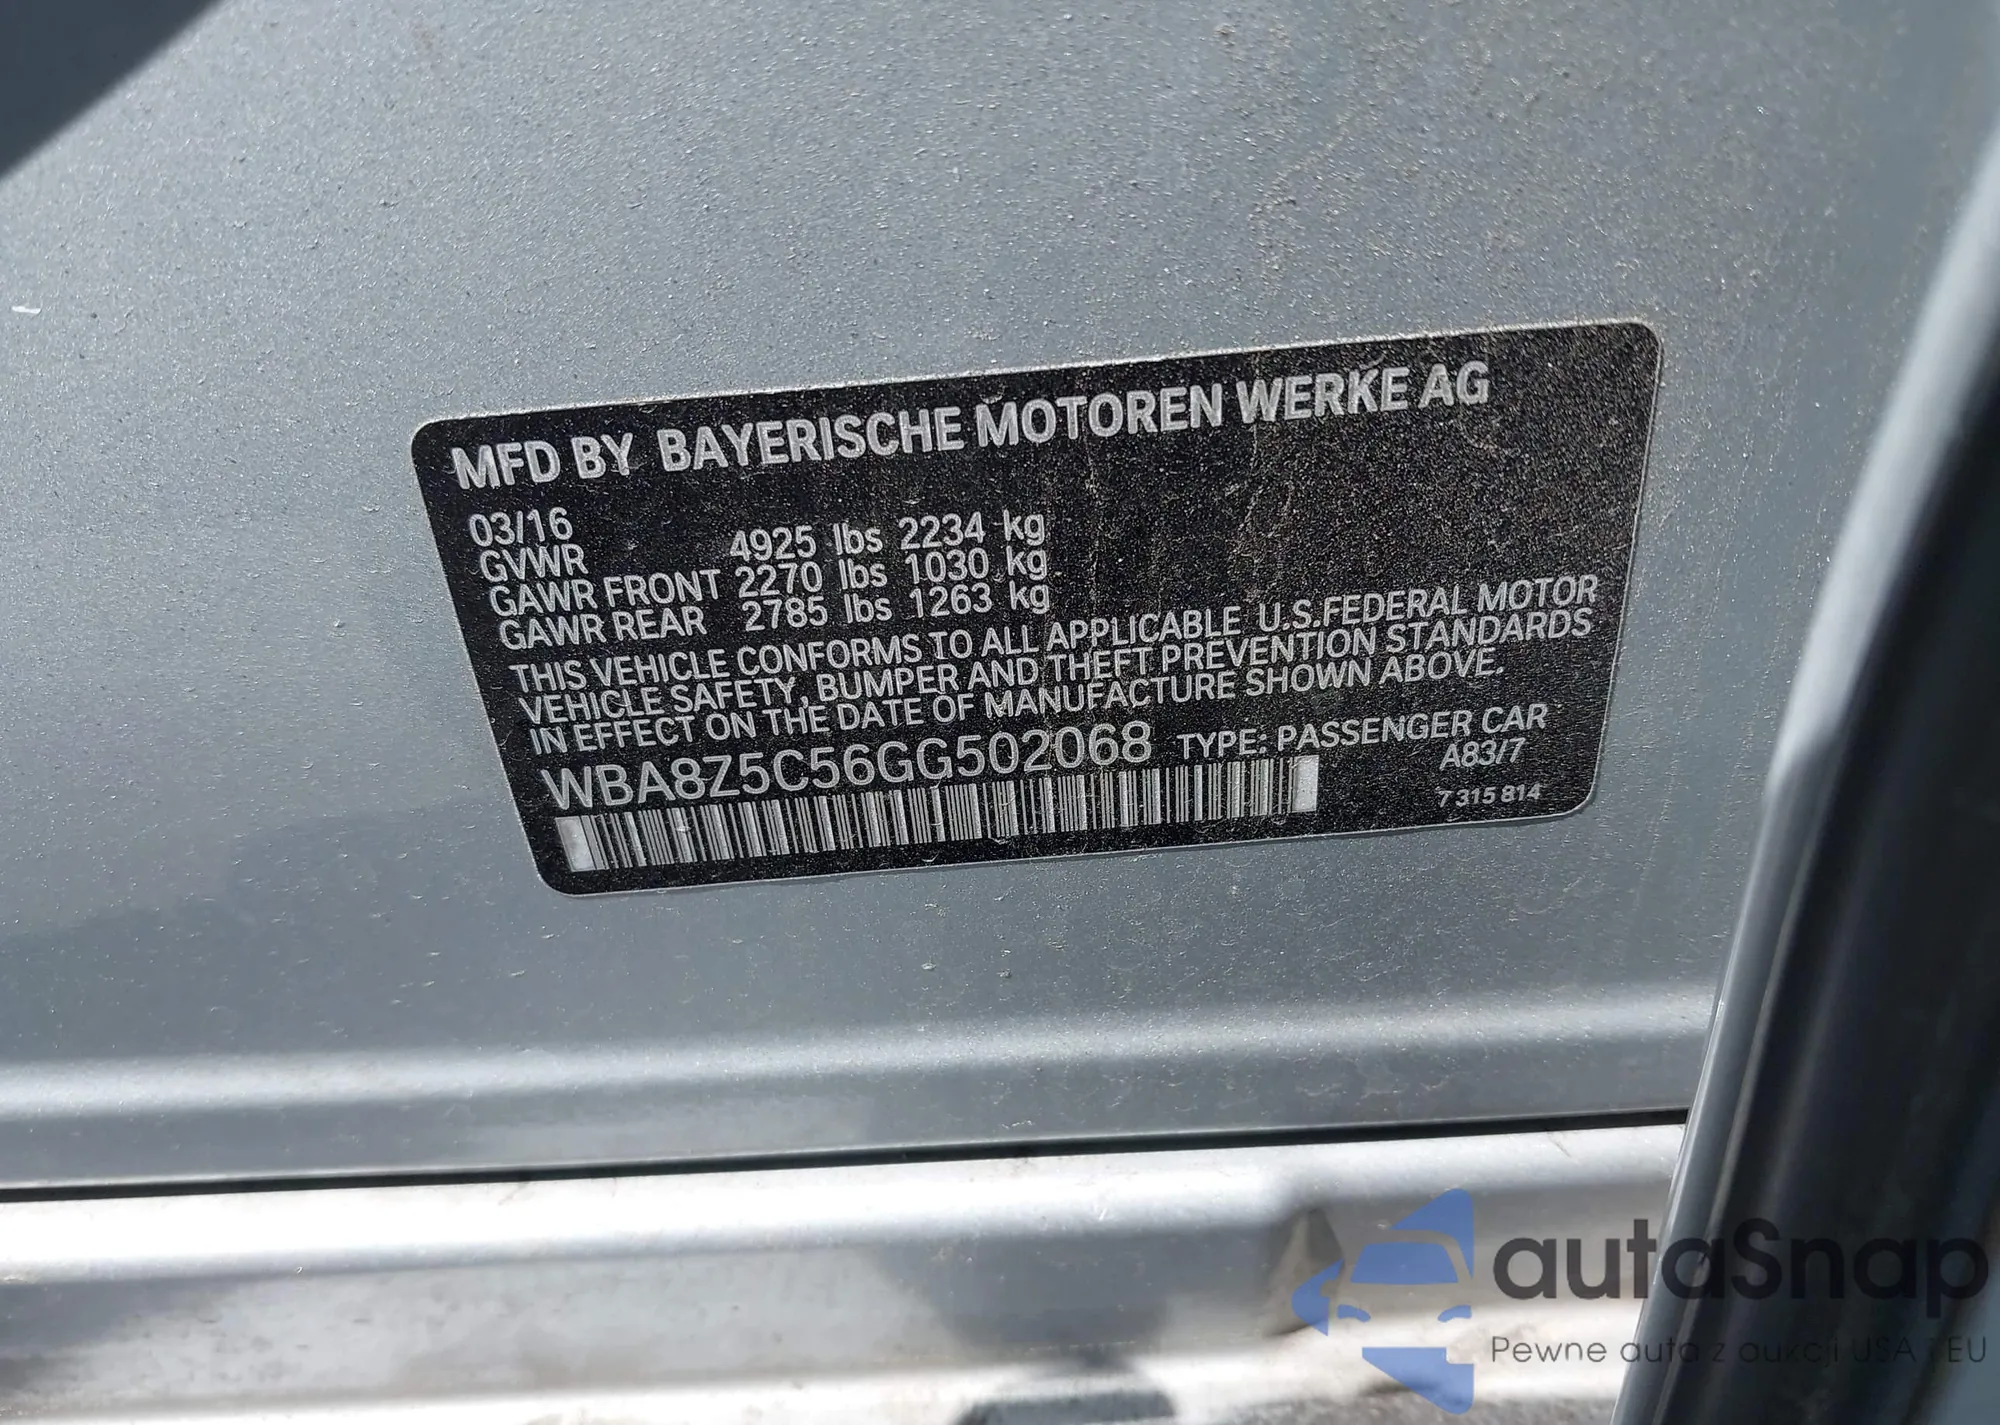 MFD BY BAYERISCHE MOTOREN WERKE AG
03/16
GVWR 4925 lbs 2234 kg
GAWR FRONT 2270 lbs 1030 kg
GAWR REAR 2785 lbs 1263 kg
THIS VEHICLE CONFORMS TO ALL APPLICABLE U.S.FEDERAL MOTOR
VEHICLE SAFETY, BUMPER AND THEFT PREVENTION STANDARDS
IN EFFECT ON THE DATE OF MANUFACTURE SHOWN ABOVE.
WBA8Z5C56GG502068 TYPE: PASSENGER CAR
A83/7
7 315 814
autaSnap
Pewne auta z aukcji USA i EU